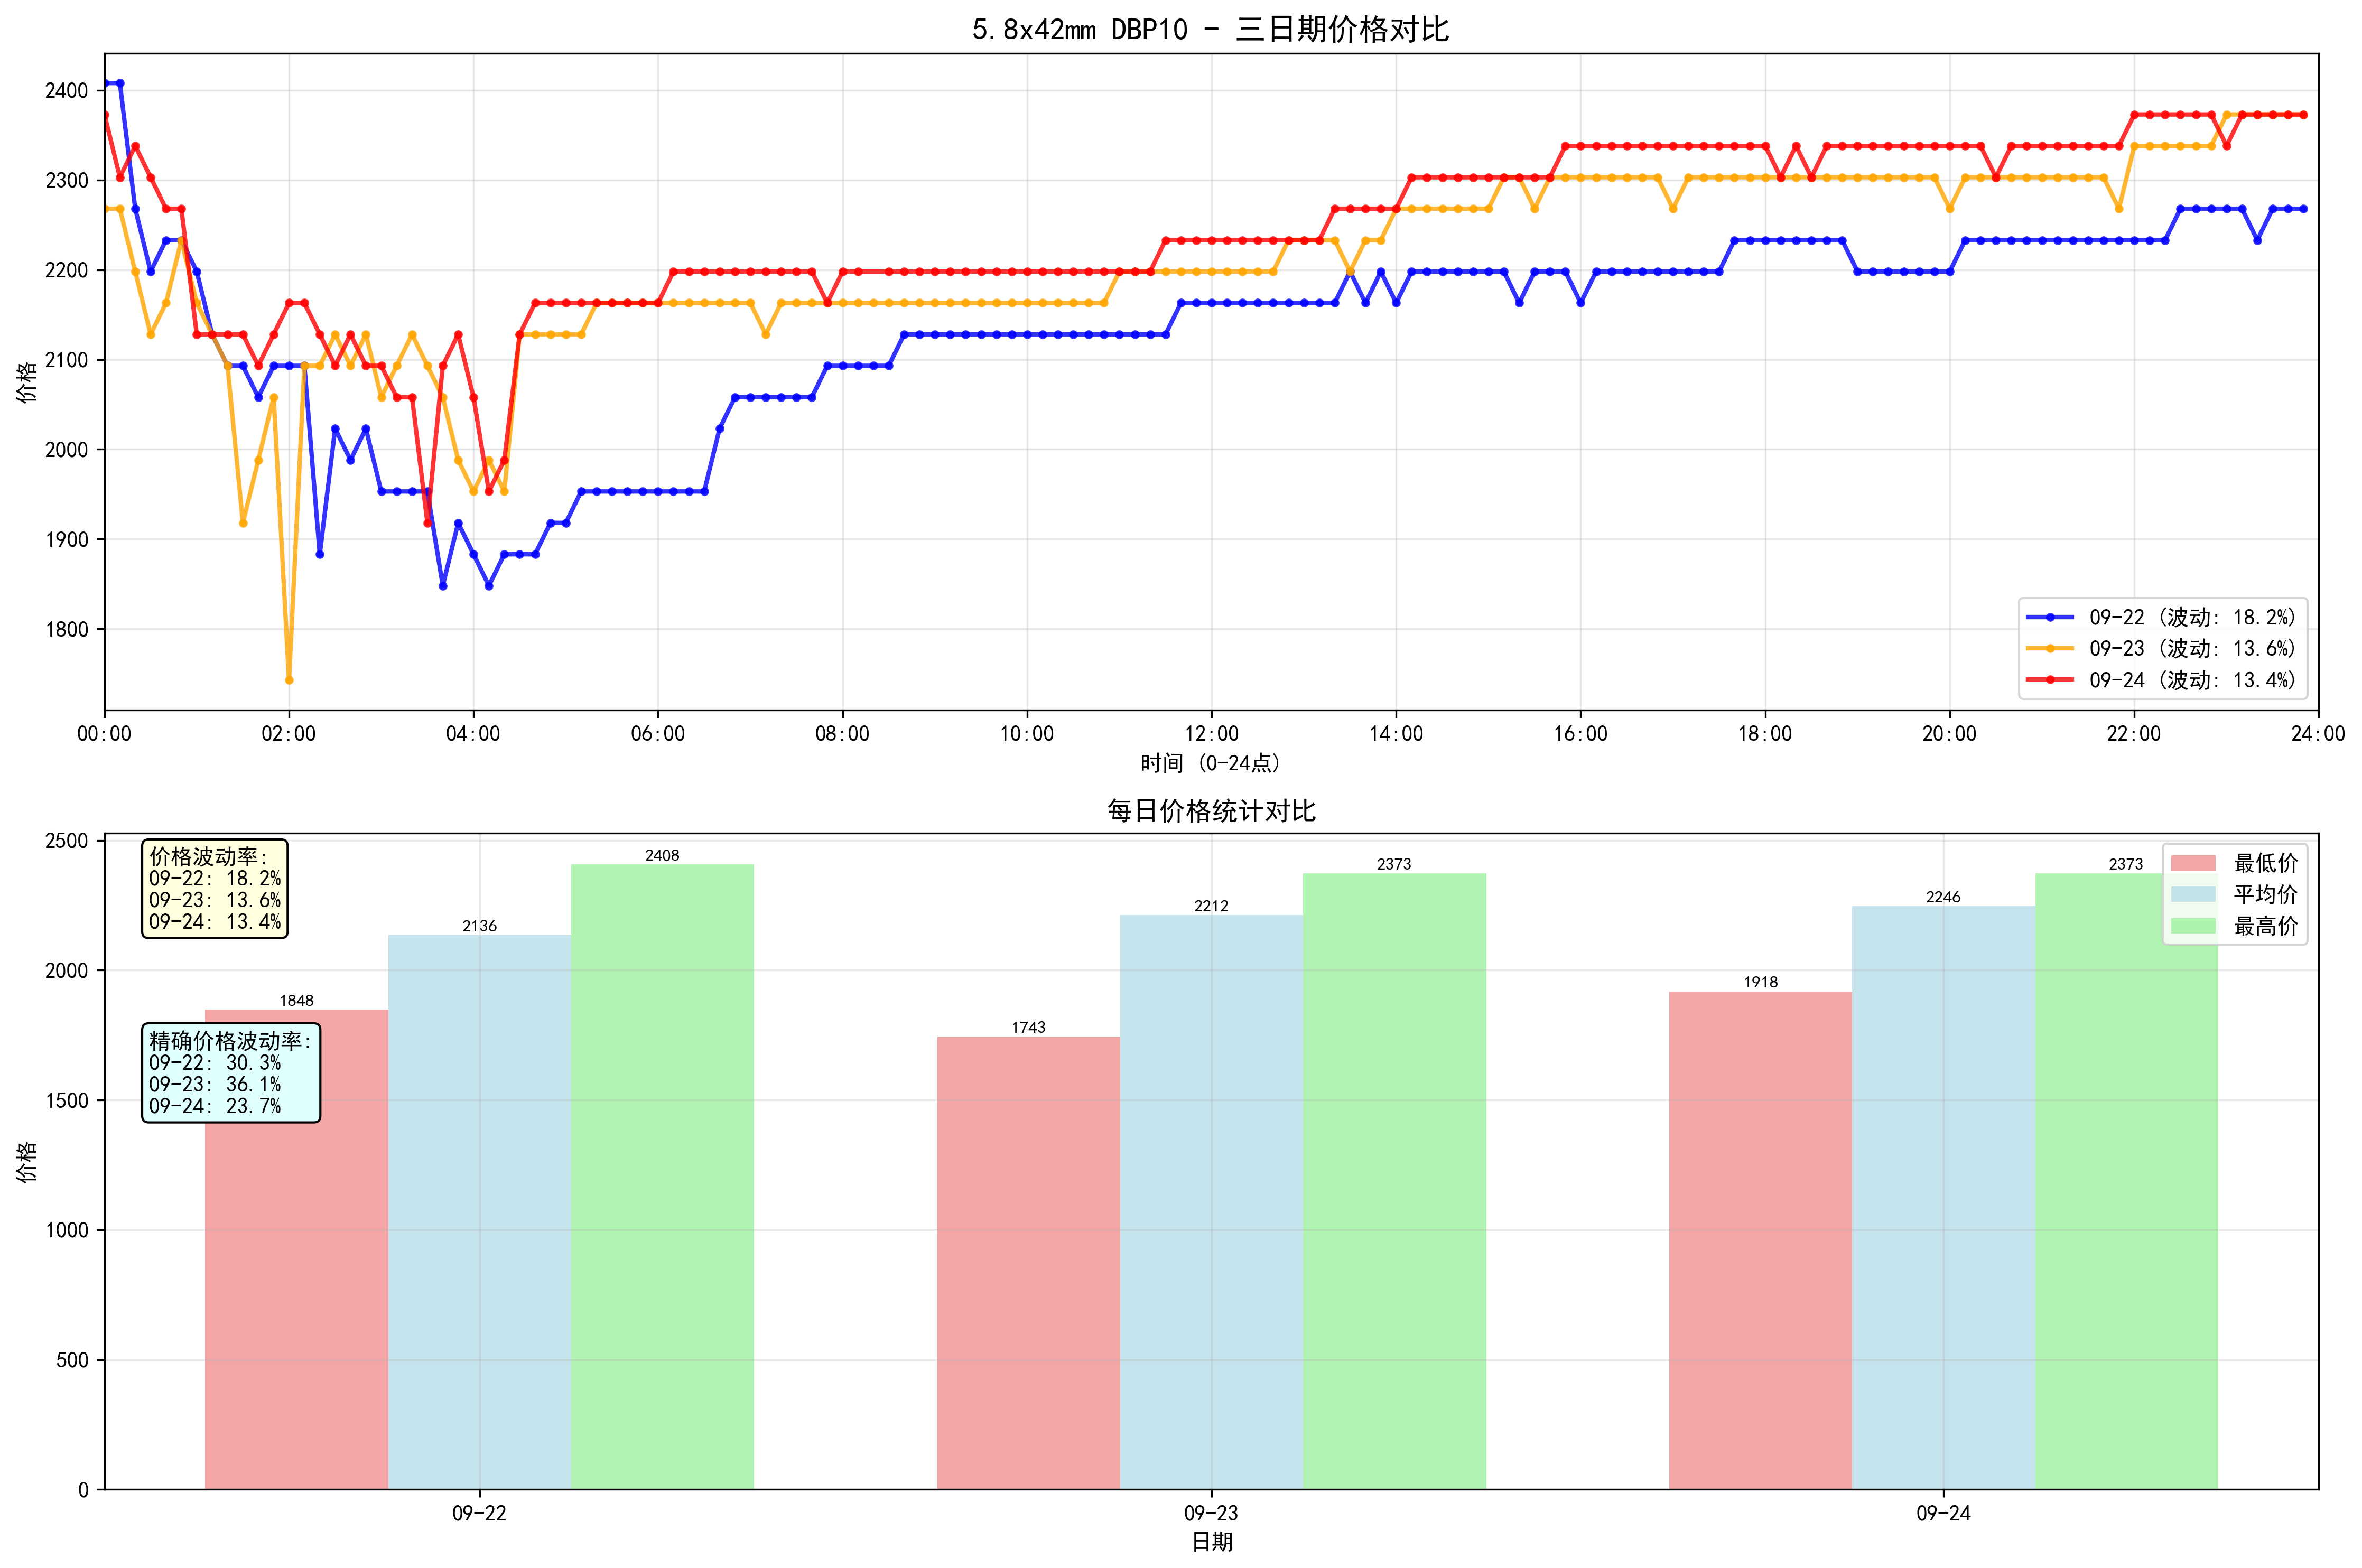 5.8x42mm DBP10 - 三日期价格对比
价格
2400
2300
2200
2100
2000
1900
1800
00:00 02:00 04:00 06:00 08:00 10:00 12:00 14:00 16:00 18:00 20:00 22:00 24:00
时间 (0-24点)
09-22 (波动: 18.2%)
09-23 (波动: 13.6%)
09-24 (波动: 13.4%)
每日价格统计对比
价格
2500
2000
1500
1000
500
0
价格波动率:
09-22: 18.2%
09-23: 13.6%
09-24: 13.4%
精确价格波动率:
09-22: 30.3%
09-23: 36.1%
09-24: 23.7%
1848
2136
2408
1743
2212
2373
1918
2246
2373
最低价
平均价
最高价
09-22 09-23 09-24
日期